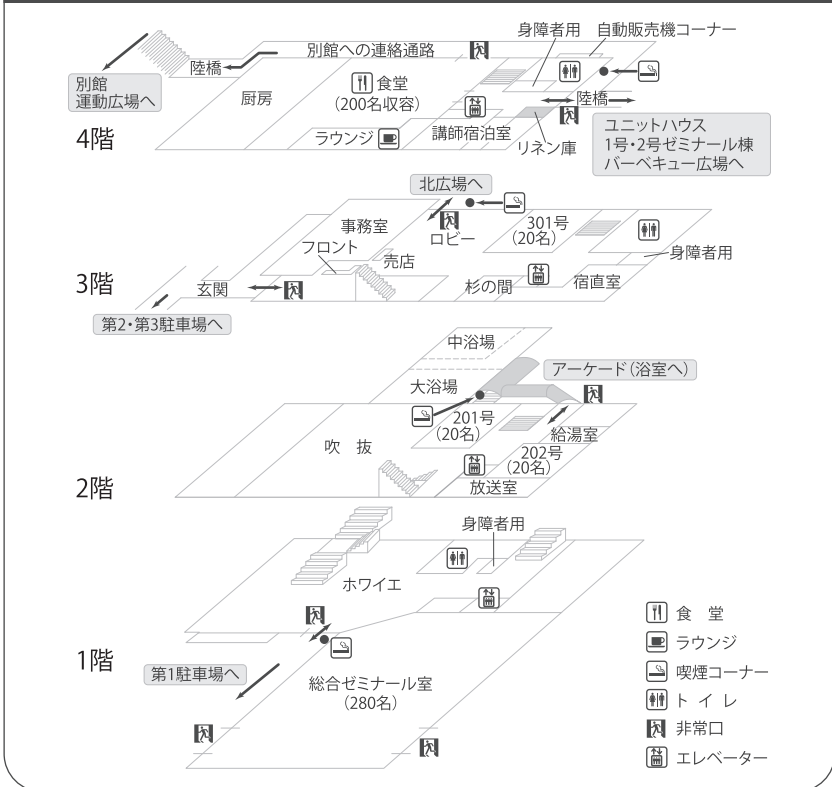 身障者用
自動販売機コーナー
別館への連絡通路
陸橋
別館
運動広場へ
厨房
食堂
(200名収容)
陸橋
4階
ラウンジ
講師宿泊室
リネン庫
ユニットハウス
1号・2号ゼミナール棟
バーベキュー広場へ
北広場へ
事務室
ロビー
301号
(20名)
フロント
売店
身障者用
3階
玄関
杉の間
宿直室
第2・第3駐車場へ
中浴場
大浴場
アーケード(浴室へ)
201号
(20名)
給湯室
吹 抜
202号
(20名)
2階
放送室
身障者用
ホワイエ
1階
第1駐車場へ
総合ゼミナール室
(280名)
食 堂
ラウンジ
喫煙コーナー
ト イ レ
非常口
エレベーター